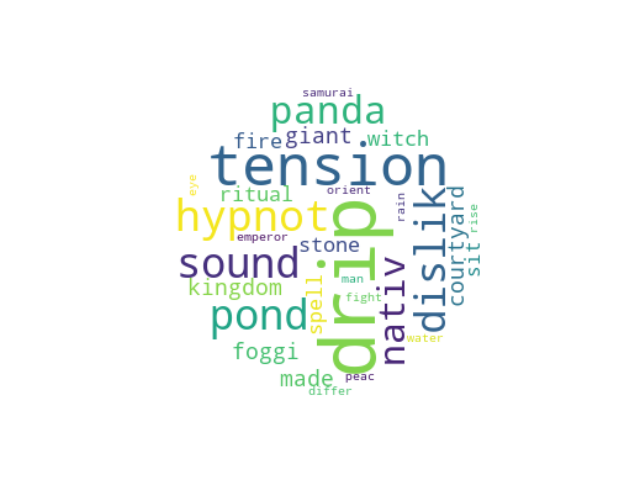 samurai
panda
fire giant witch
tension
ritual orient
eye
hypnot
rain
rise
emperor
stone
sound
drip
dislik
courtyard
sit
nativ
man
kingdom
spell
fight
pond
water
foggi
made peac
differ